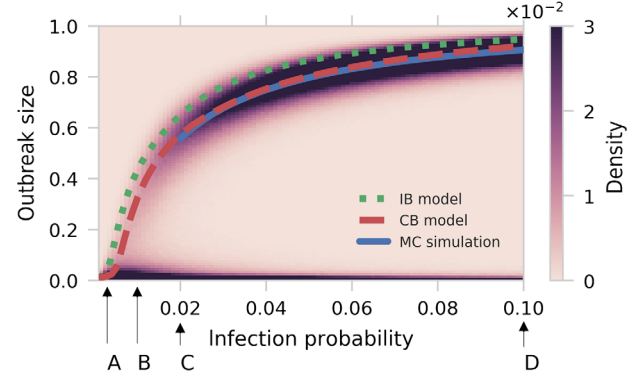 ×10⁻²
1.0
0.8
0.6
0.4
0.2
0.0
Outbreak size
IB model
CB model
MC simulation
0.02
0.04
0.06
0.08
0.10
Infection probability
A
B
C
D
3
2
1
0
Density